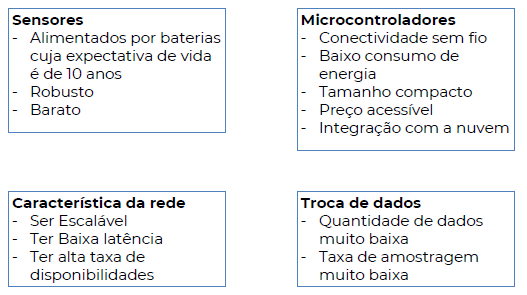 Sensores
- Alimentados por baterias
cuja expectativa de vida
é de 10 anos
- Robusto
- Barato
Microcontroladores
- Conectividade sem fio
- Baixo consumo de
energia
- Tamanho compacto
- Preço acessível
- Integração com a nuvem
Característica da rede
- Ser Escalável
- Ter Baixa latência
- Ter alta taxa de
disponibilidades
Troca de dados
- Quantidade de dados
muito baixa
- Taxa de amostragem
muito baixa